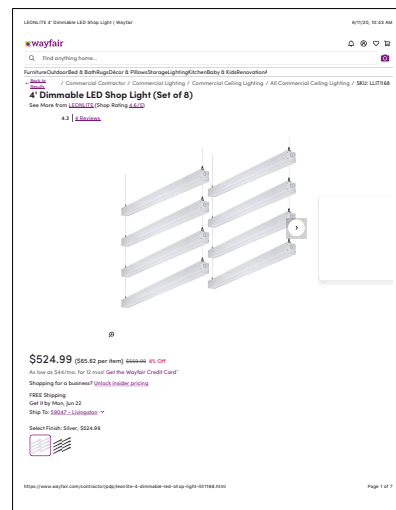 LEONLITE 4' Dimmable LED Shop Light | Wayfair
6/11/20, 10:43 AM
wayfair
Find anything home...
FurnitureOutdoorBed & BathRugsDécor & PillowsStorageLightingKitchenBaby & KidsRenovation
← Back to Results / Commercial Contractor / Commercial Lighting / Commercial Ceiling Lighting / All Commercial Ceiling Lighting / SKU: LLIT1168
4' Dimmable LED Shop Light (Set of 8)
See More from LEONLITE (Shop Rating 4.6/5)
4.3 | 4 Reviews
$524.99 ($65.62 per item) 8% Off
As low as $44/mo. for 12 mos! Get the Wayfair Credit Card
Shopping for a business? Unlock insider pricing
FREE Shipping
Get it by Mon, Jun 22
Ship To: 59047 - Livingston
Select Finish: Silver, $524.99
https://www.wayfair.com/contractor/pdp/leonlite-4-dimmable-led-shop-light-llit1168.html
Page 1 of 7